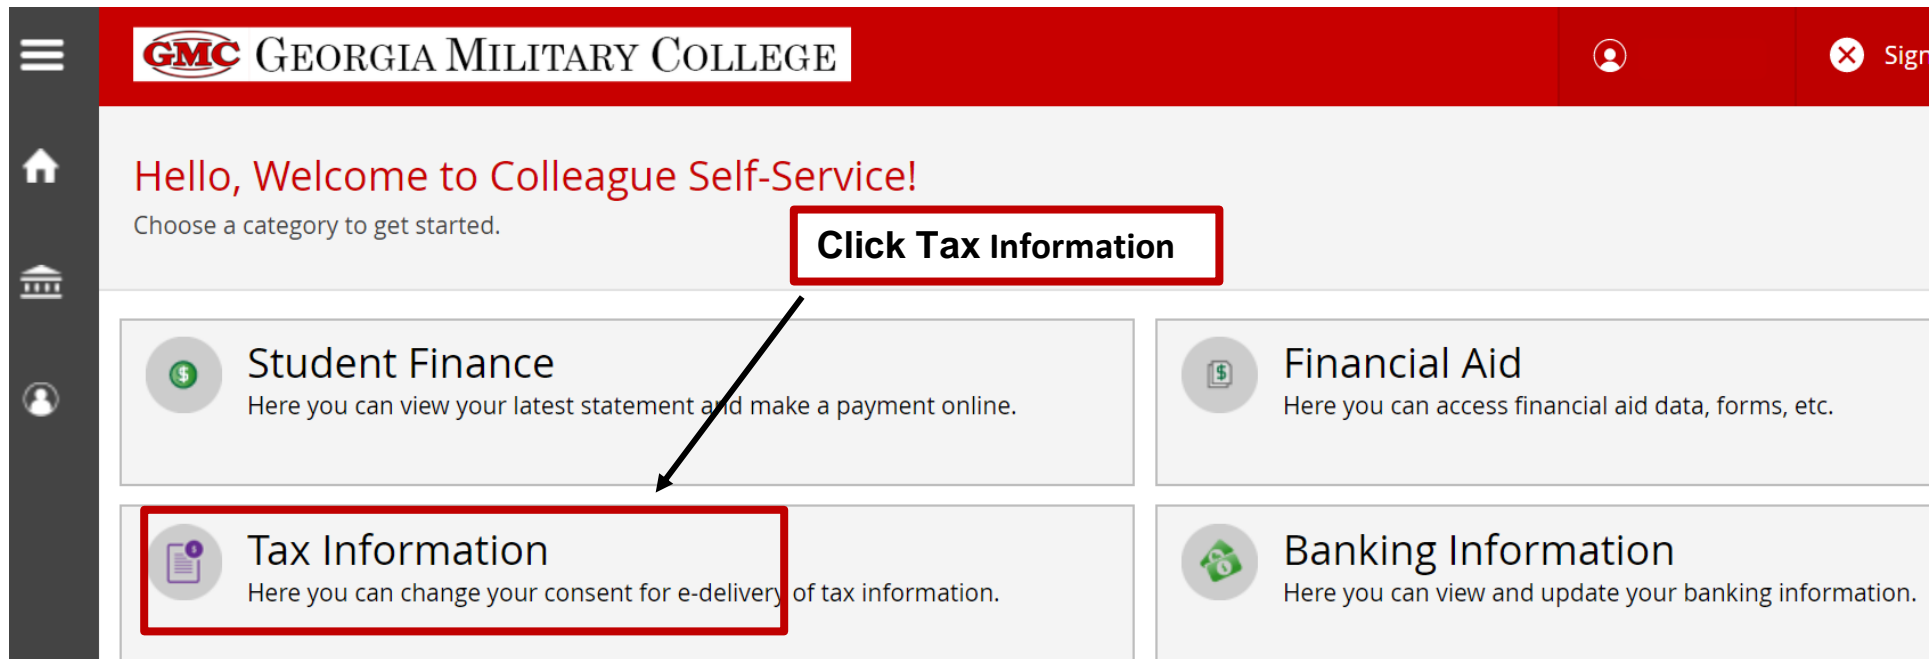 GMC GEORGIA MILITARY COLLEGE
Sign
Hello, Welcome to Colleague Self-Service!
Choose a category to get started.
Click Tax Information
Student Finance
Here you can view your latest statement and make a payment online.
Financial Aid
Here you can access financial aid data, forms, etc.
Tax Information
Here you can change your consent for e-delivery of tax information.
Banking Information
Here you can view and update your banking information.